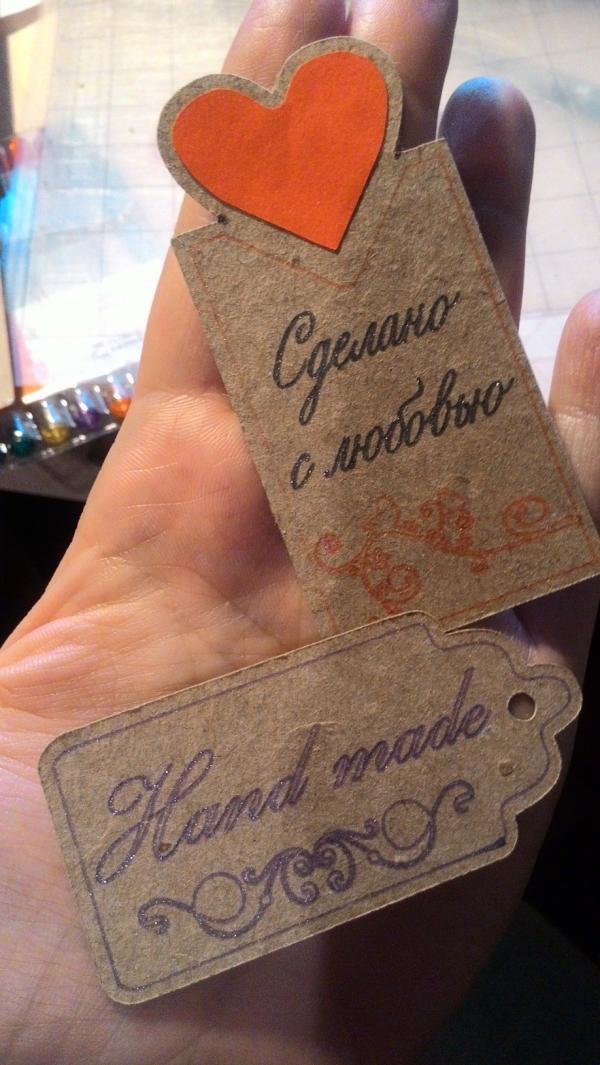 Сделано
с любовью
Hand made